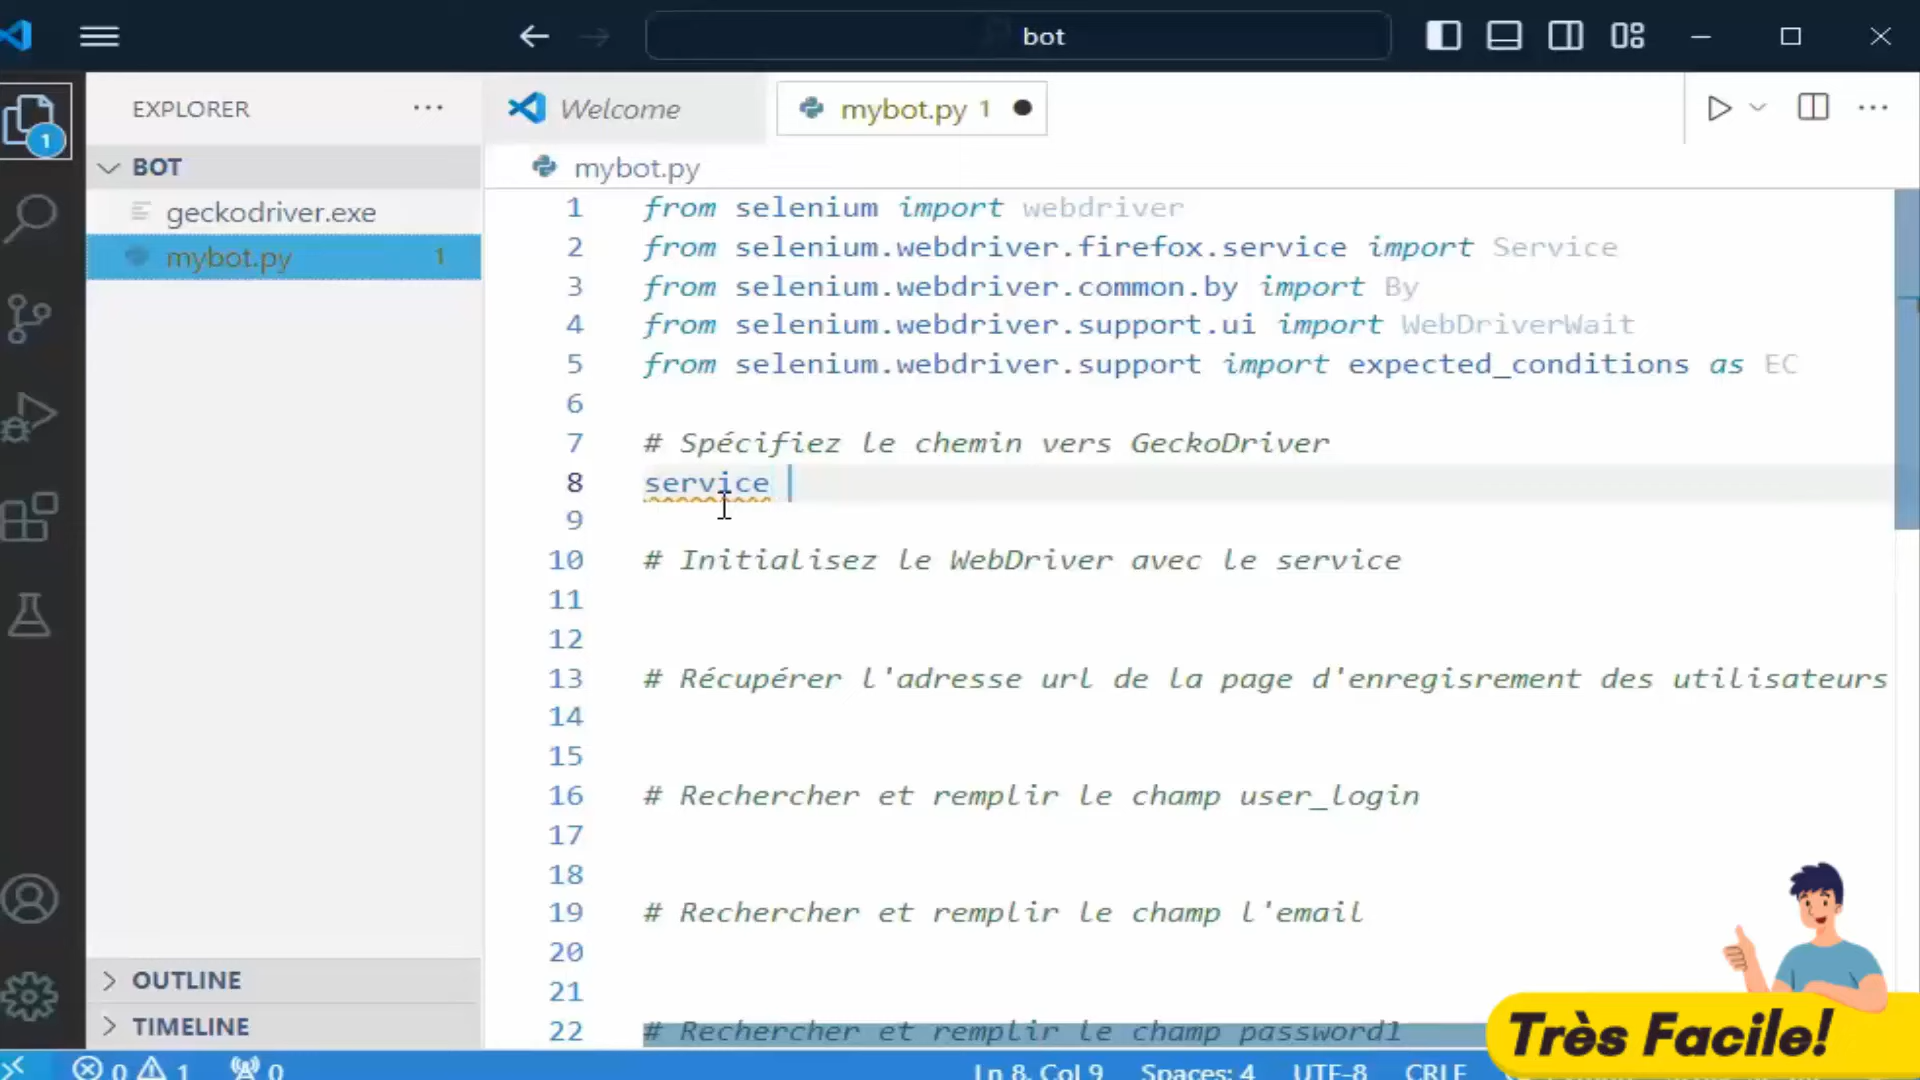 bot
EXPLORER ···
Welcome
mybot.py 1
BOT
geckodriver.exe
mybot.py 1
mybot.py
1 from selenium import webdriver
2 from selenium.webdriver.firefox.service import Service
3 from selenium.webdriver.common.by import By
4 from selenium.webdriver.support.ui import WebDriverWait
5 from selenium.webdriver.support import expected_conditions as EC
6
7 # Spécifiez le chemin vers GeckoDriver
8 service
9
10 # Initialisez le WebDriver avec le service
11
12
13 # Récupérer l'adresse url de la page d'enregisrement des utilisateurs
14
15
16 # Rechercher et remplir le champ user_login
17
18
19 # Rechercher et remplir le champ l'email
20
21
22 # Rechercher et remplir le champ password1
1
OUTLINE
TIMELINE
Très Facile!
0 1 0
Ln 8, Col 9 Spaces: 4 UTF-8 CRLF